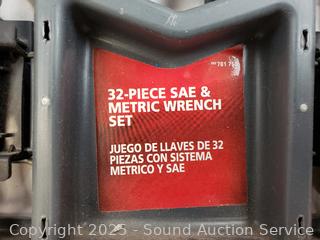 32-PIECE SAE &
METRIC WRENCH
SET
JUEGO DE LLAVES DE 32
PIEZAS CON SISTEMA
METRICO Y SAE
Copyright 2025 - Sound Auction Service